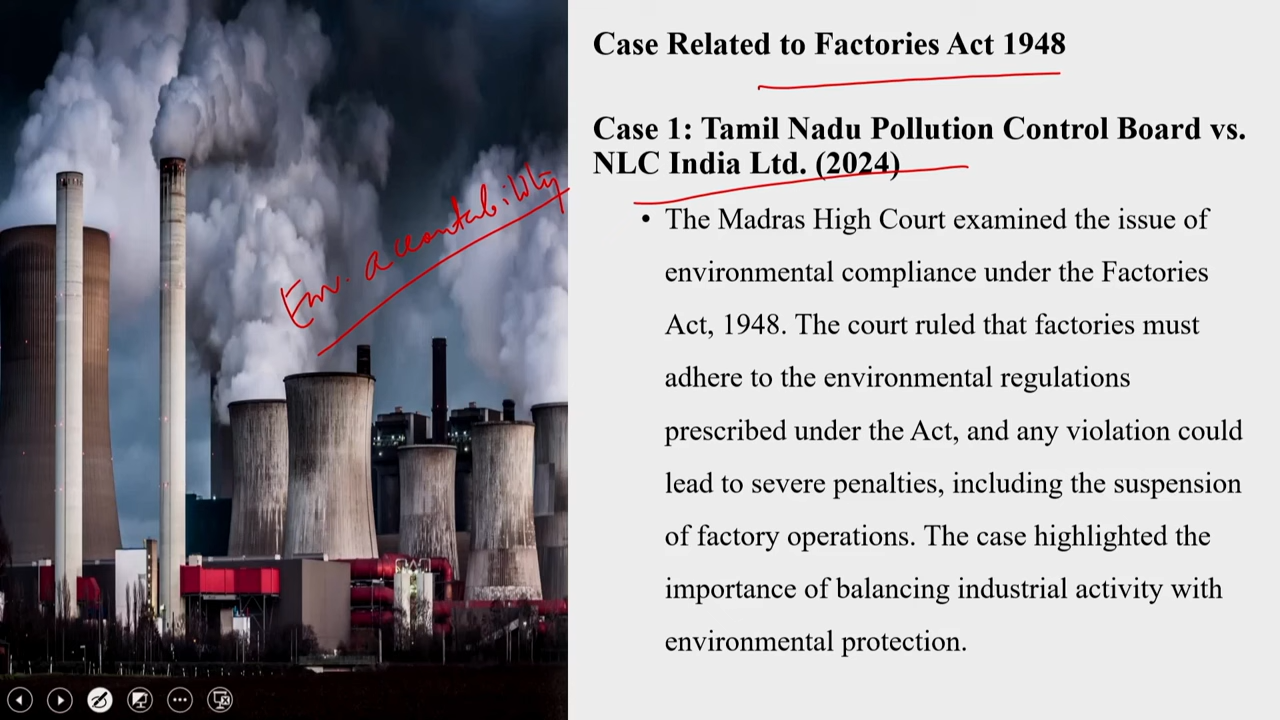 Case Related to Factories Act 1948
Case 1: Tamil Nadu Pollution Control Board vs.
NLC India Ltd. (2024)
• The Madras High Court examined the issue of
environmental compliance under the Factories
Act, 1948. The court ruled that factories must
adhere to the environmental regulations
prescribed under the Act, and any violation could
lead to severe penalties, including the suspension
of factory operations. The case highlighted the
importance of balancing industrial activity with
environmental protection.
Env. accountability